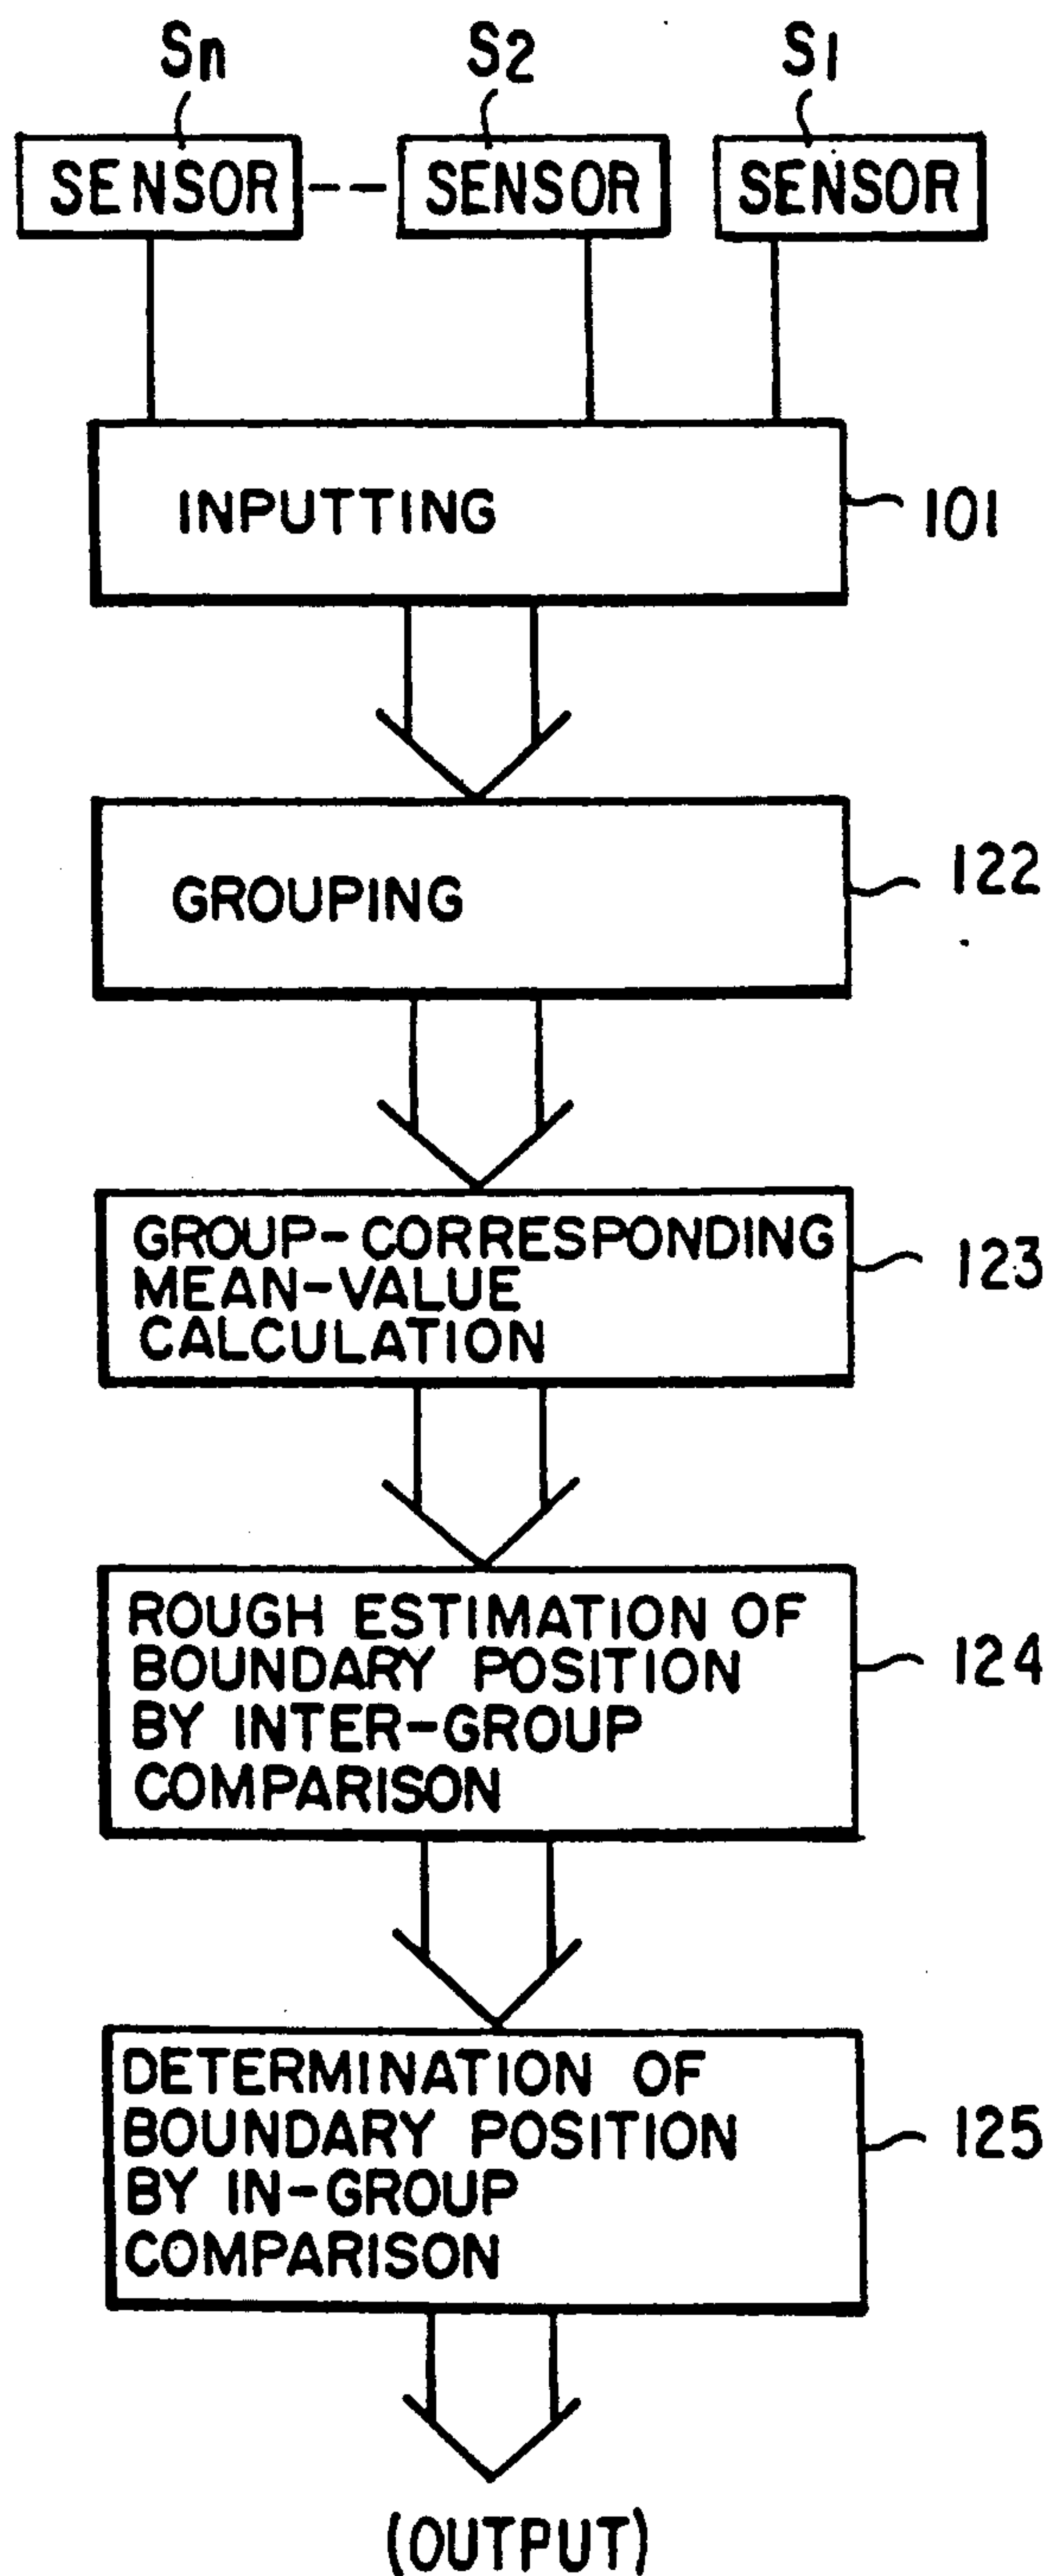 Sn S2 S1
SENSOR -- SENSOR SENSOR
INPUTTING 101
GROUPING 122
GROUP-CORRESPONDING
MEAN-VALUE
CALCULATION
123
ROUGH ESTIMATION OF
BOUNDARY POSITION
BY INTER-GROUP
COMPARISON
124
DETERMINATION OF
BOUNDARY POSITION
BY IN-GROUP
COMPARISON
125
(OUTPUT)